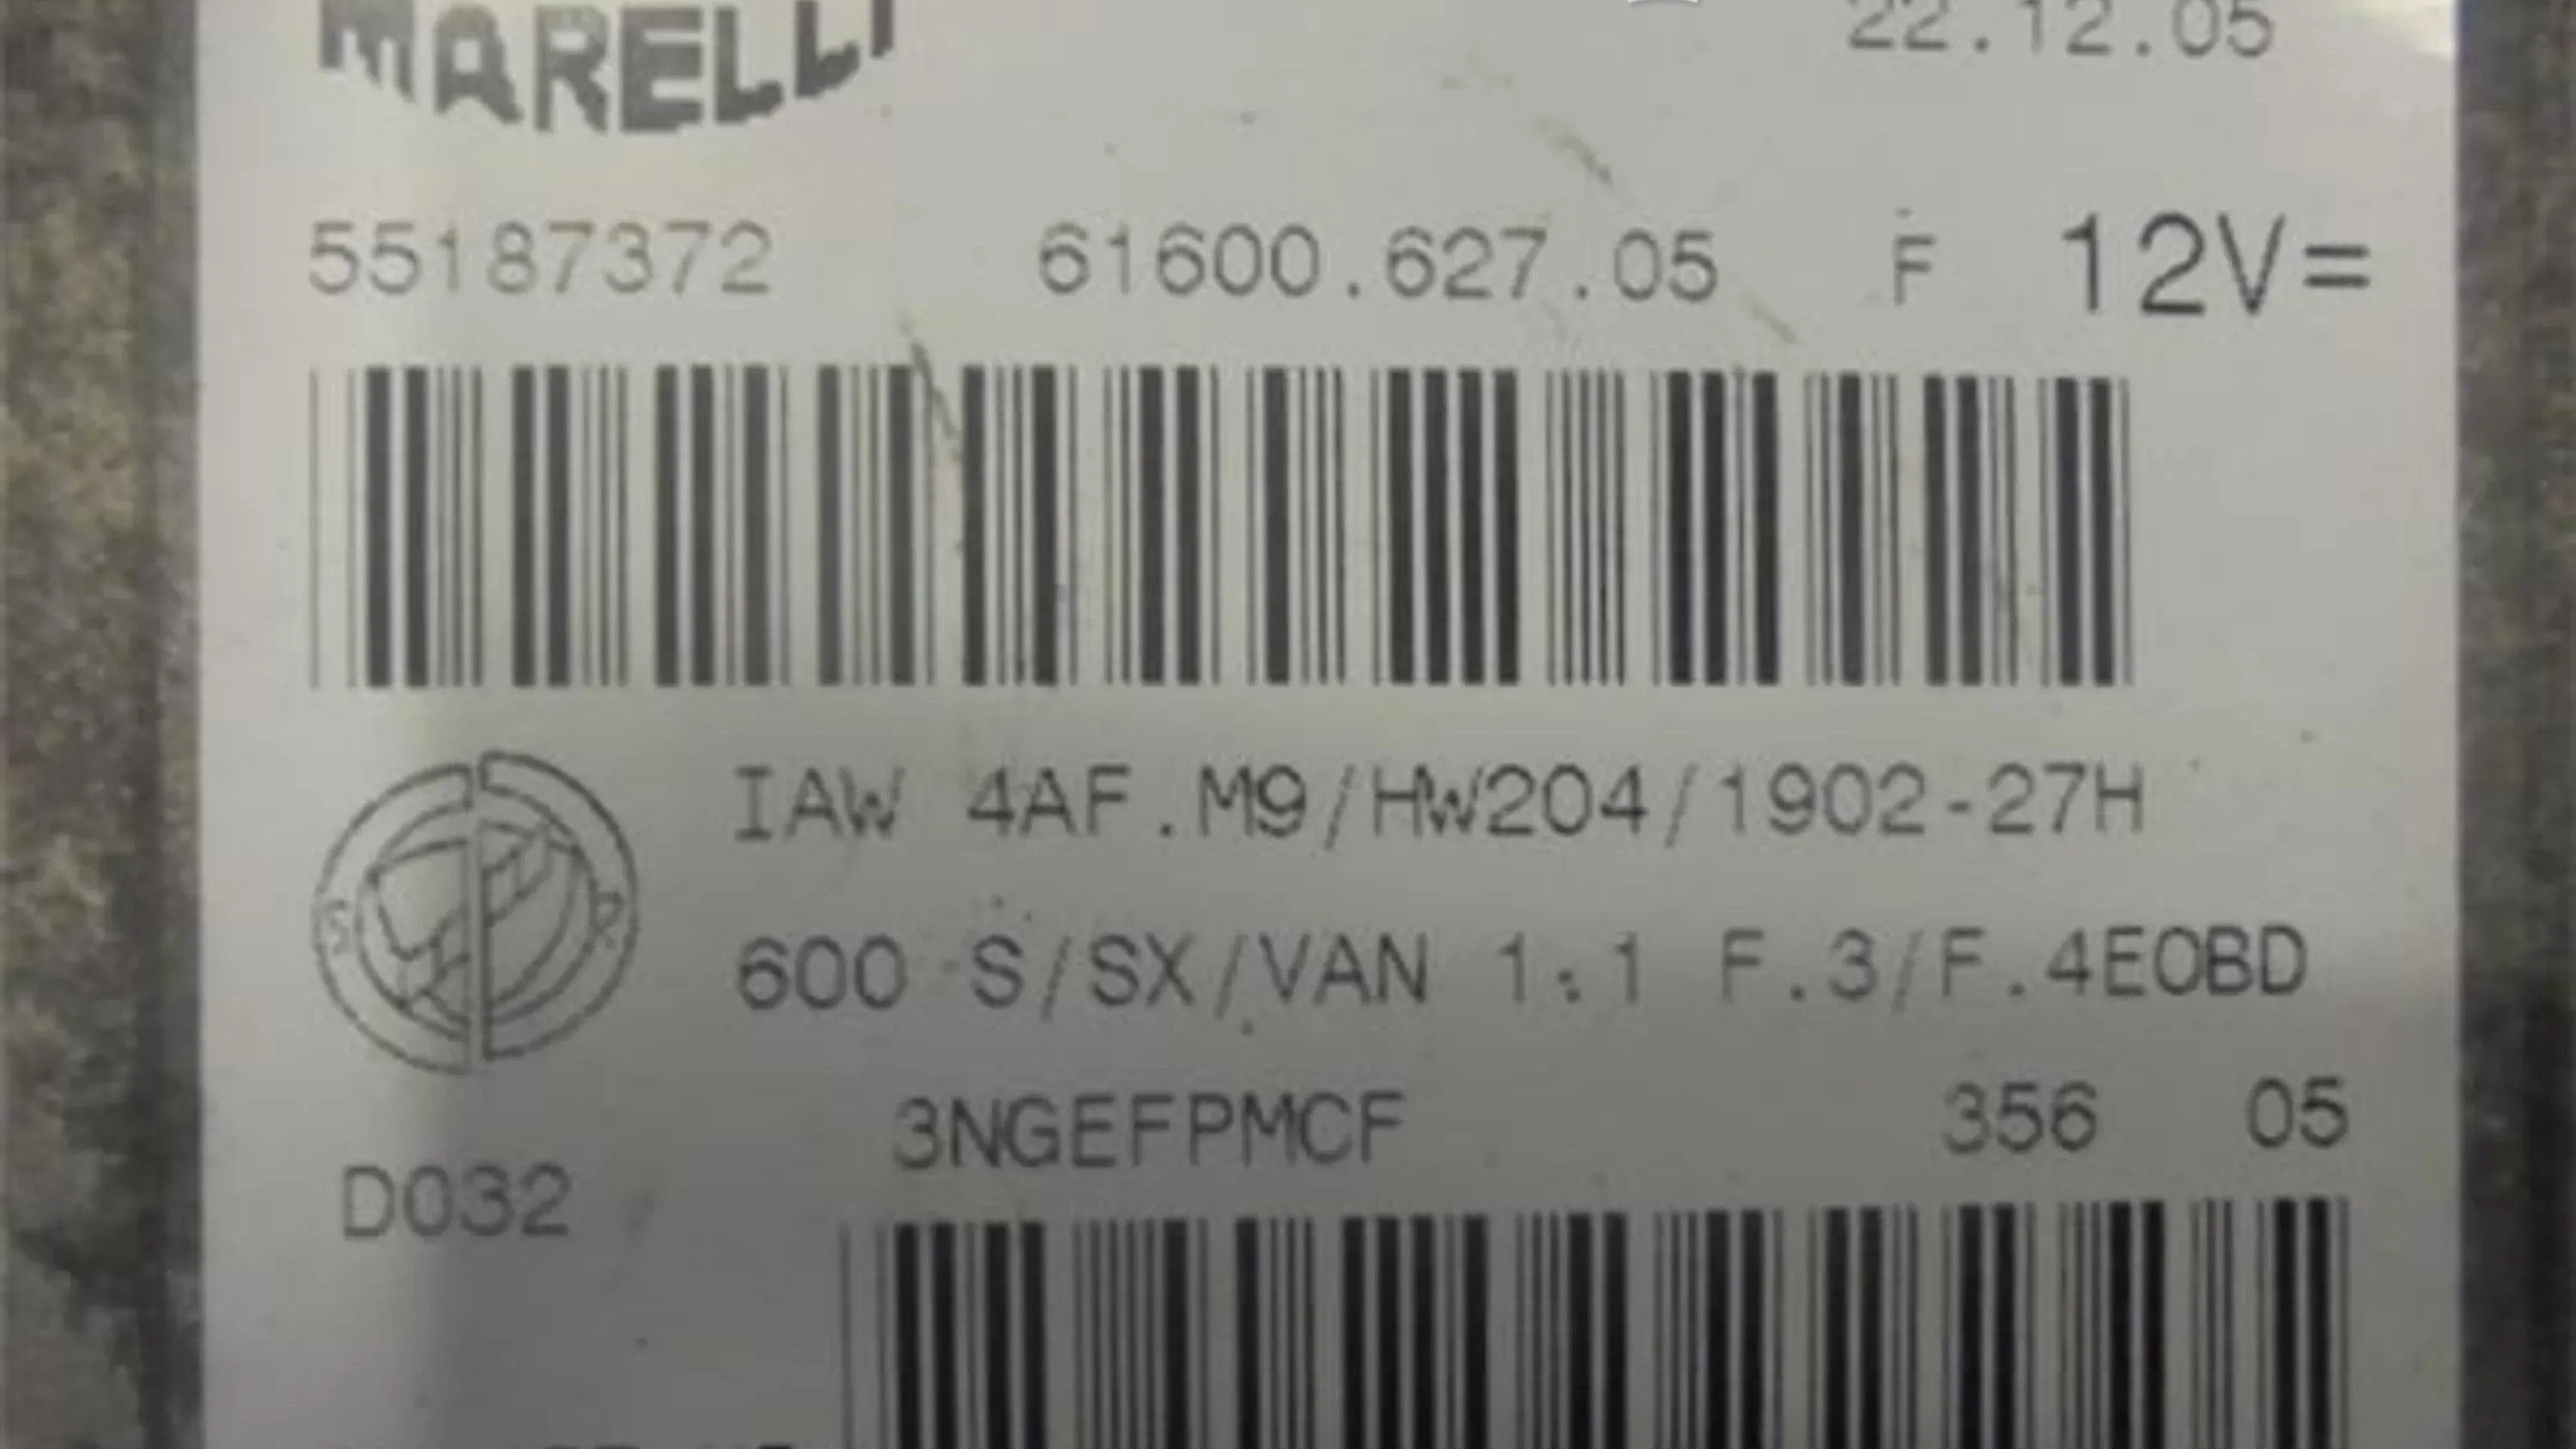 MARELLI
22.12.05
55187372 61600.627.05 F 12V=
IAW 4AF.M9/HW204/1902-27H
600 S/SX/VAN 1.1 F.3/F.4EOBD
3NGEFPMCF 356 05
D032